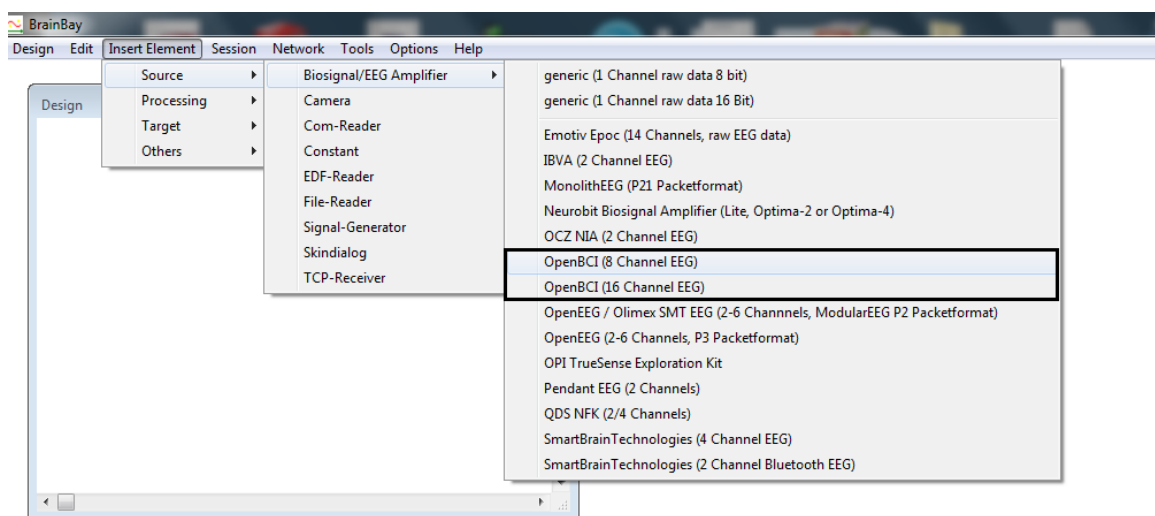 BrainBay
Design Edit Insert Element Session Network Tools Options Help
Design
Source
Processing
Target
Others
Biosignal/EEG Amplifier
Camera
Com-Reader
Constant
EDF-Reader
File-Reader
Signal-Generator
Skindialog
TCP-Receiver
generic (1 Channel raw data 8 bit)
generic (1 Channel raw data 16 Bit)
Emotiv Epoc (14 Channels, raw EEG data)
IBVA (2 Channel EEG)
MonolithEEG (P21 Packetformat)
Neurobit Biosignal Amplifier (Lite, Optima-2 or Optima-4)
OCZ NIA (2 Channel EEG)
OpenBCI (8 Channel EEG)
OpenBCI (16 Channel EEG)
OpenEEG / Olimex SMT EEG (2-6 Channnels, ModularEEG P2 Packetformat)
OpenEEG (2-6 Channels, P3 Packetformat)
OPI TrueSense Exploration Kit
Pendant EEG (2 Channels)
QDS NFK (2/4 Channels)
SmartBrainTechnologies (4 Channel EEG)
SmartBrainTechnologies (2 Channel Bluetooth EEG)